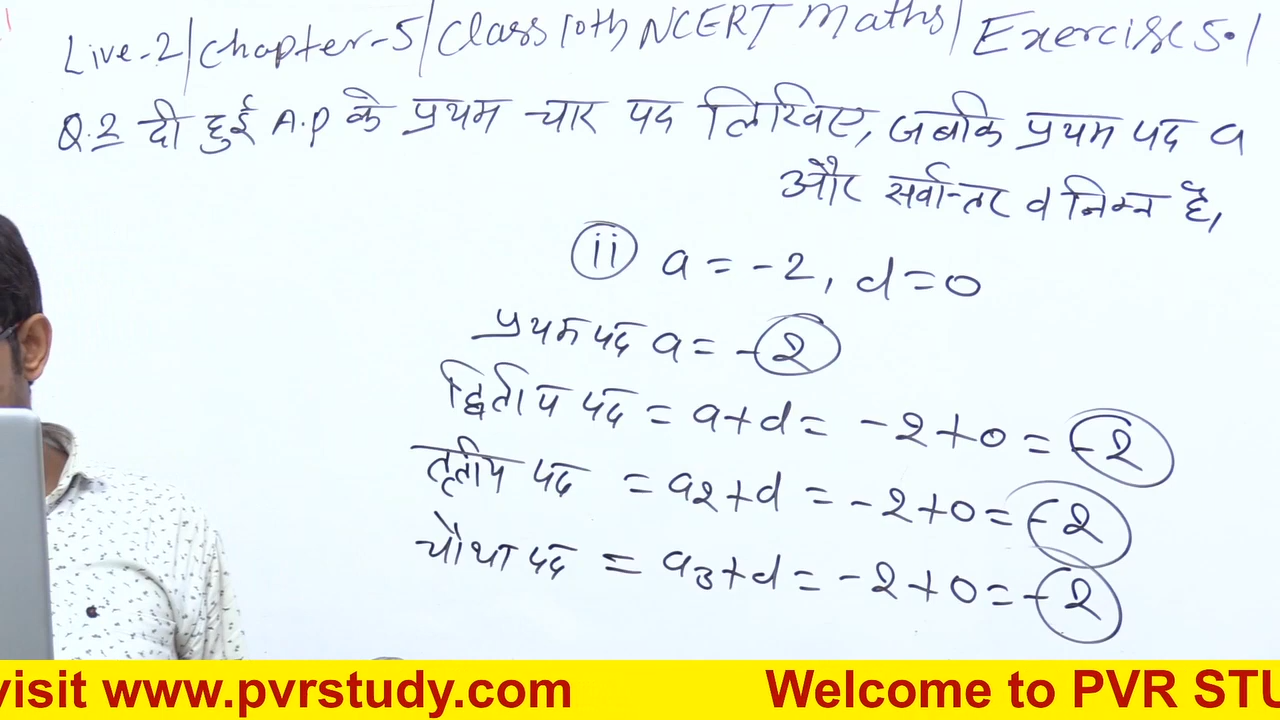 Live-2/Chapter-5/Class 10th NCERT Maths/Exercise 5.1
Q.2 दी हुई A.P के प्रथम चार पद लिखिए, जबकि प्रथम पद a
और सर्वान्तर d निम्न है,
ii a = -2, d = 0
प्रथम पद a = -2
द्वितीय पद = a+d = -2+0 = -2
तृतीय पद = a2+d = -2+0 = -2
चौथा पद = a3+d = -2+0 = -2
visit www.pvrstudy.com Welcome to PVR STU